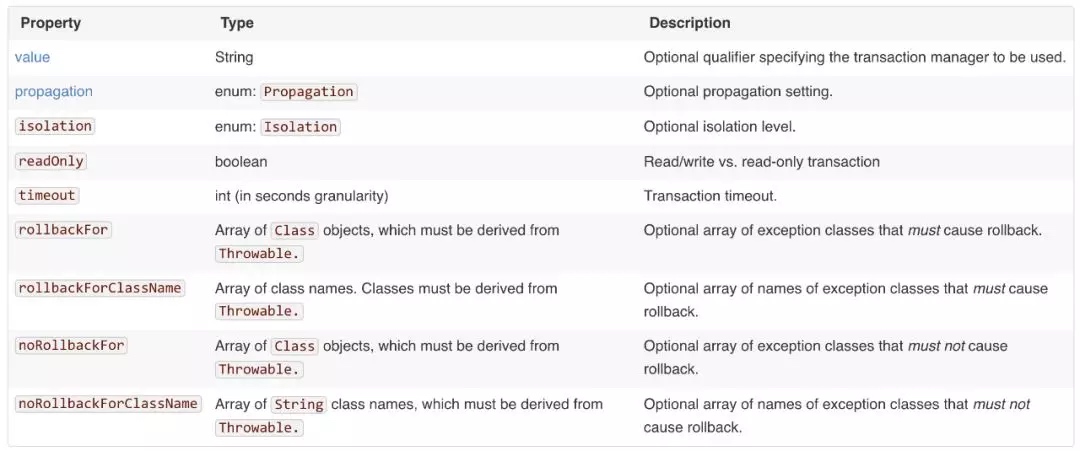 Property Type Description
value String Optional qualifier specifying the transaction manager to be used.
propagation enum: Propagation Optional propagation setting.
isolation enum: Isolation Optional isolation level.
readOnly boolean Read/write vs. read-only transaction
timeout int (in seconds granularity) Transaction timeout.
rollbackFor Array of Class objects, which must be derived from Optional array of exception classes that must cause rollback.
Throwable.
rollbackForClassName Array of class names. Classes must be derived from Optional array of names of exception classes that must cause
Throwable. rollback.
noRollbackFor Array of Class objects, which must be derived from Optional array of exception classes that must not cause
Throwable. rollback.
noRollbackForClassName Array of String class names, which must be derived from Optional array of names of exception classes that must not
Throwable. cause rollback.